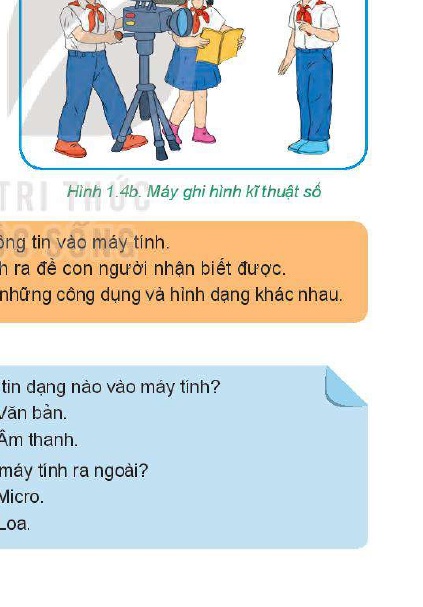 Hình 1.4b. Máy ghi hình kĩ thuật số
TRI THỨC
tin vào máy tính.
ra để con người nhận biết được.
những công dụng và hình dạng khác nhau.
tin dạng nào vào máy tính?
Văn bản.
Âm thanh.
máy tính ra ngoài?
Micro.
Loa.